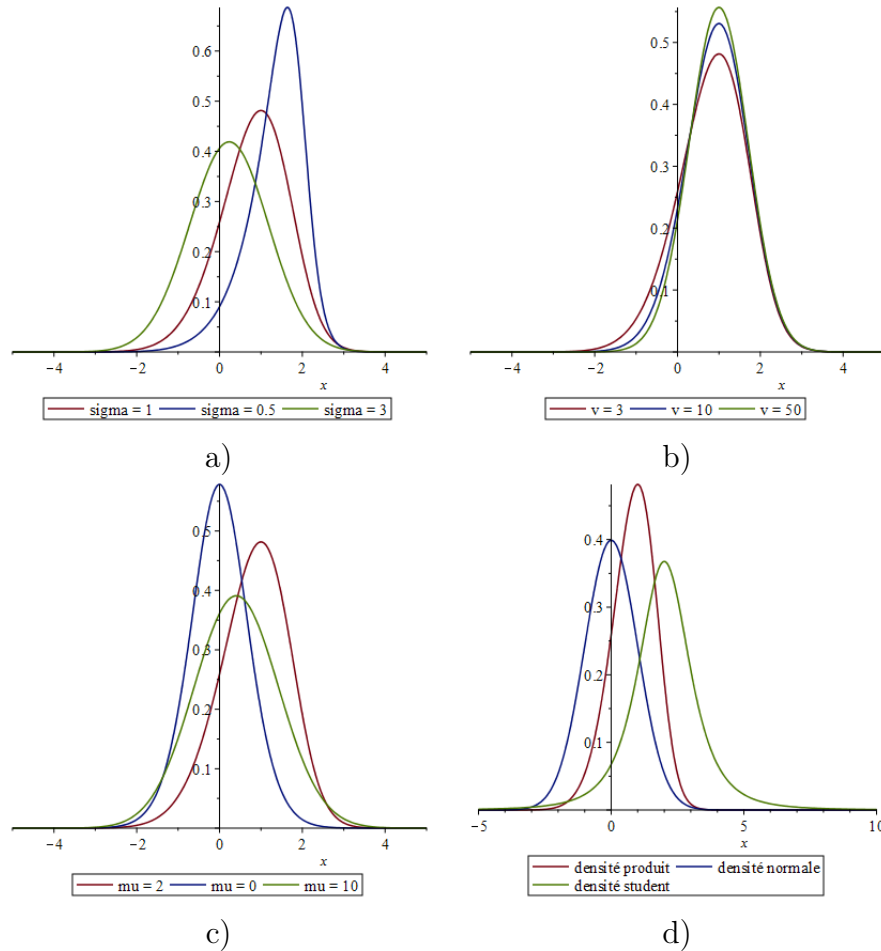 0.6
0.5
0.4
0.3
0.2
0.1
−4 −2 0 2 4
x
sigma = 1 sigma = 0.5 sigma = 3
a)
0.5
0.4
0.3
0.2
0.1
−4 −2 0 2 4
x
v = 3 v = 10 v = 50
b)
0.5
0.4
0.3
0.2
0.1
−4 −2 0 2 4
x
mu = 2 mu = 0 mu = 10
c)
0.4
0.3
0.2
0.1
−5 0 5 10
x
densité produit densité normale
densité student
d)